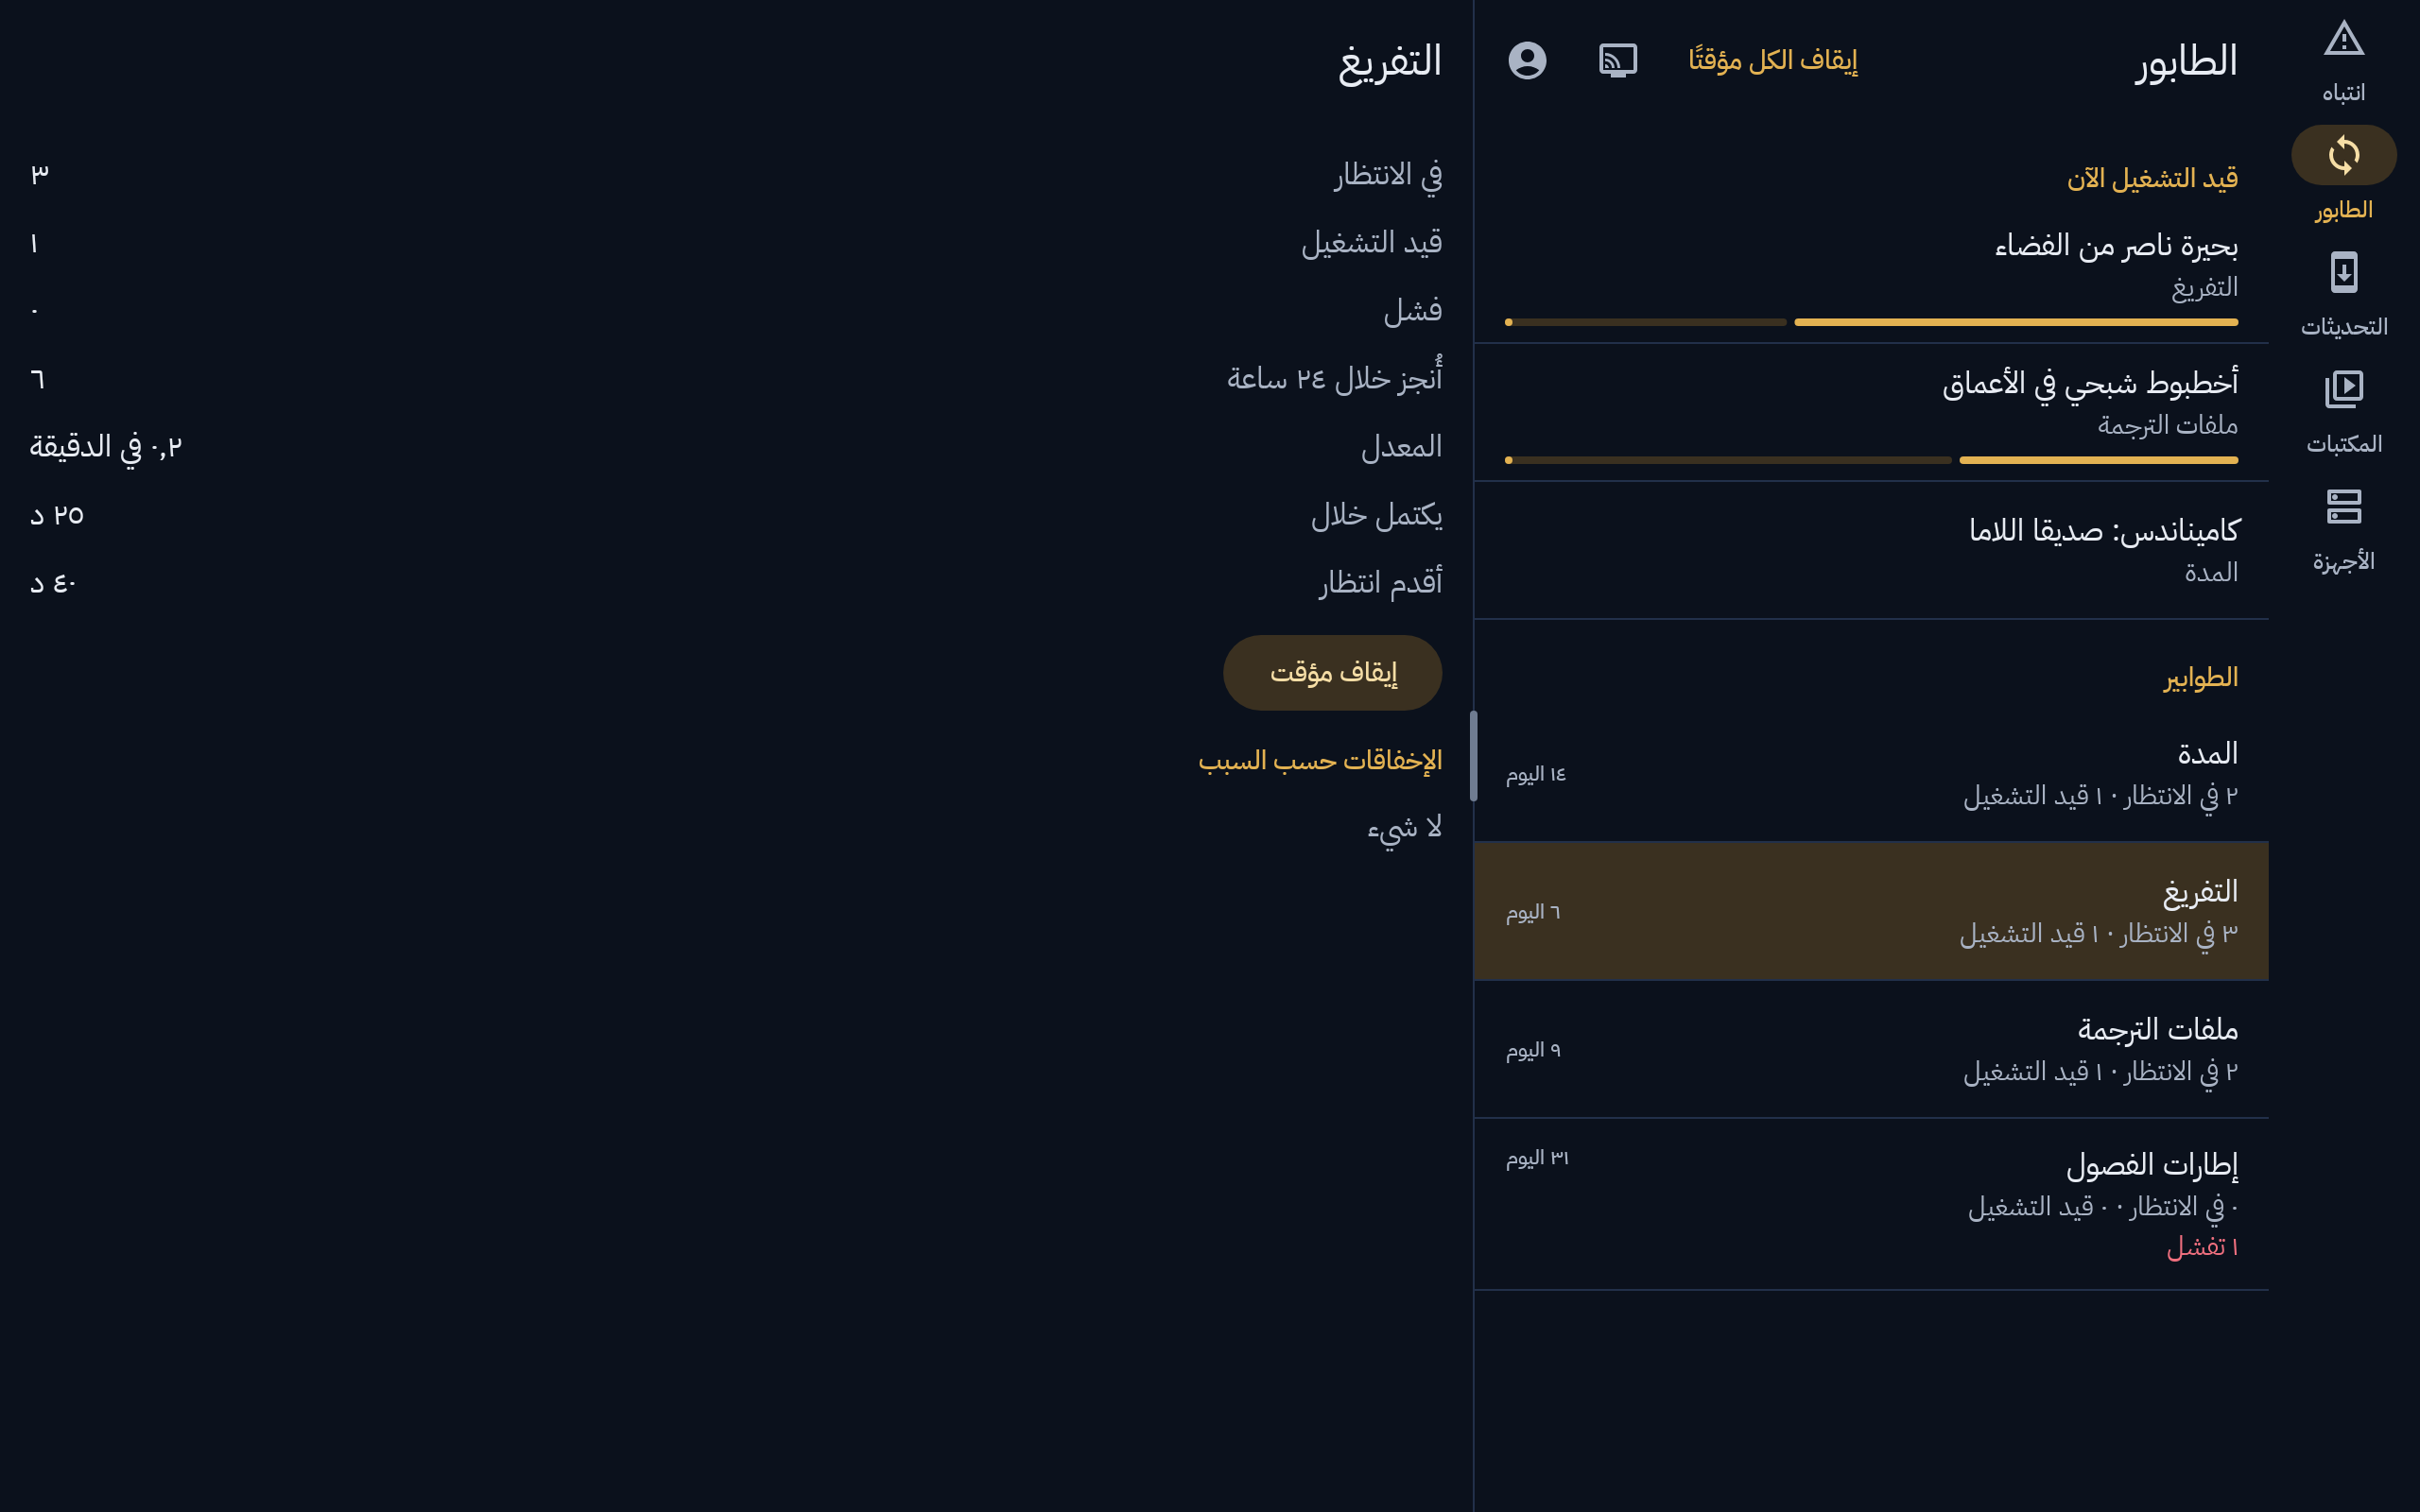 انتباه
الطابور
التحديثات
المكتبات
الأجهزة
الطابور
إيقاف الكل مؤقتًا
قيد التشغيل الآن
بحيرة ناصر من الفضاء
التفريغ
أخطبوط شبحي في الأعماق
ملفات الترجمة
كاميناندس: صديقا اللاما
المدة
الطوابير
المدة
٢ في الانتظار · ١ قيد التشغيل
١٤ اليوم
التفريغ
٣ في الانتظار · ١ قيد التشغيل
٦ اليوم
ملفات الترجمة
٢ في الانتظار · ١ قيد التشغيل
٩ اليوم
إطارات الفصول
٠ في الانتظار · ٠ قيد التشغيل
١ تفشل
٣١ اليوم
التفريغ
في الانتظار ٣
قيد التشغيل ١
فشل ٠
أُنجز خلال ٢٤ ساعة ٦
المعدل ٠٫٢ في الدقيقة
يكتمل خلال ٢٥ د
أقدم انتظار ٤٠ د
إيقاف مؤقت
الإخفاقات حسب السبب
لا شيء